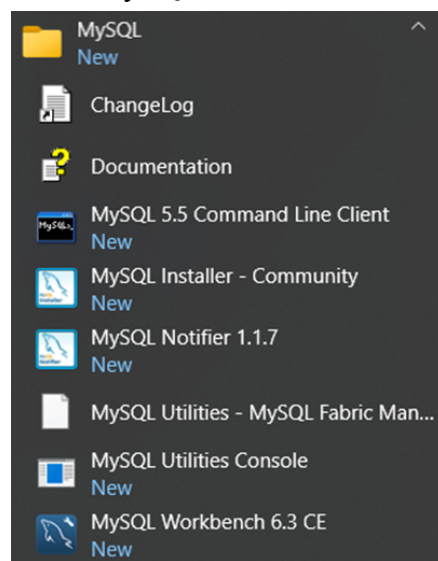 MySQL
New
ChangeLog
Documentation
MySQL 5.5 Command Line Client
New
MySQL Installer - Community
New
MySQL Notifier 1.1.7
New
MySQL Utilities - MySQL Fabric Man...
MySQL Utilities Console
New
MySQL Workbench 6.3 CE
New